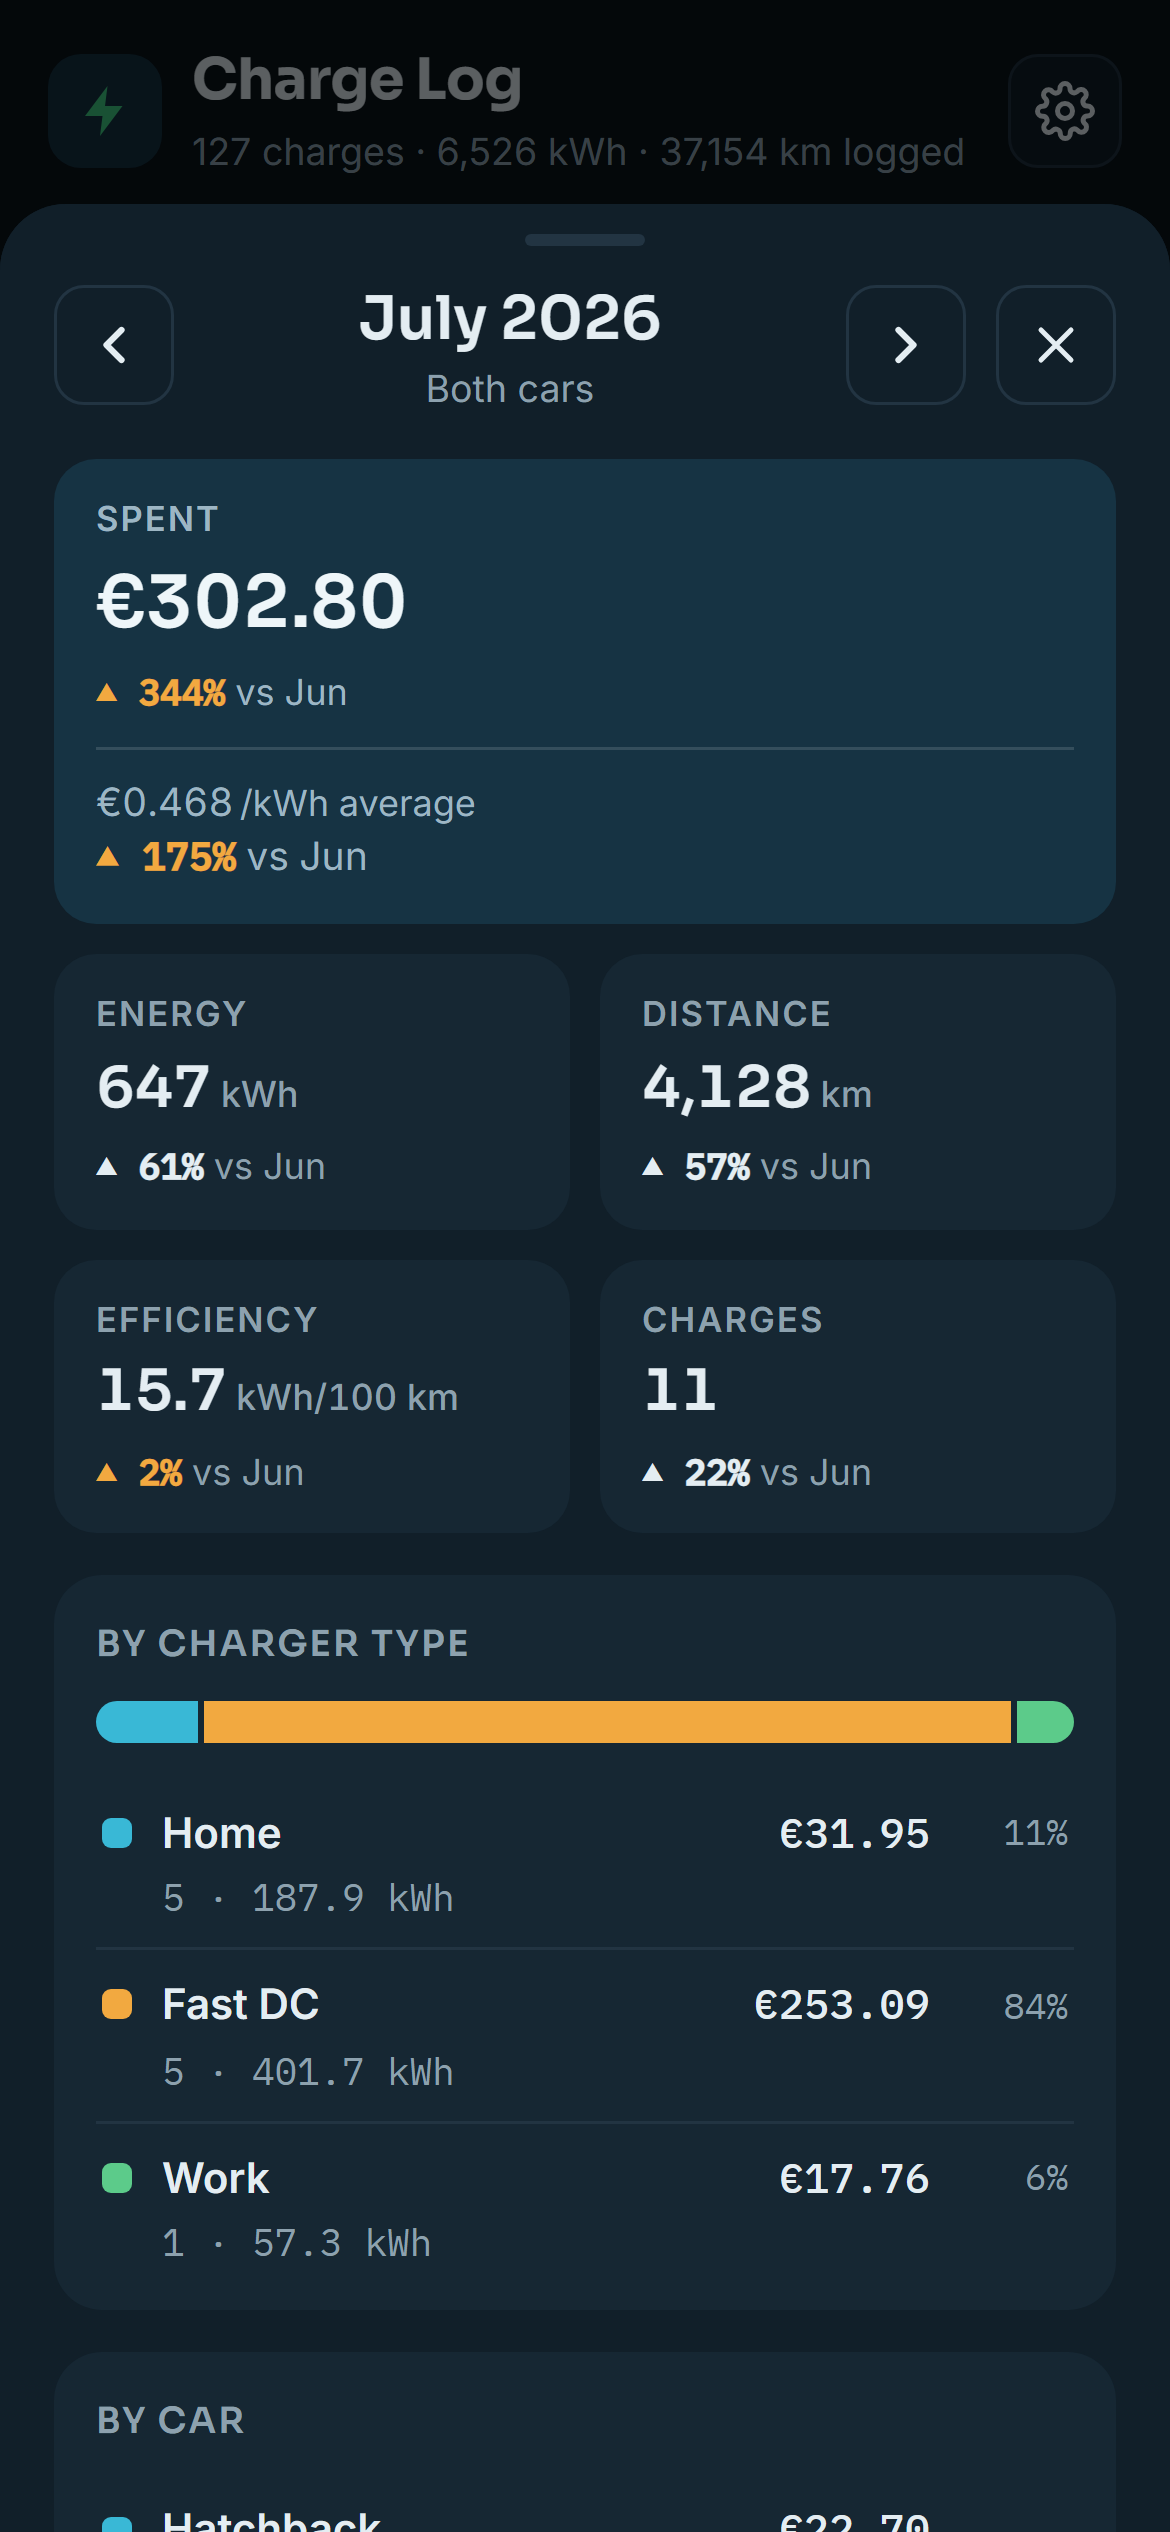 Charge Log
127 charges · 6,526 kWh · 37,154 km logged
July 2026
Both cars
SPENT
€302.80
▲ 344% vs Jun
€0.468 /kWh average
▲ 175% vs Jun
ENERGY
647 kWh
▲ 61% vs Jun
DISTANCE
4,128 km
▲ 57% vs Jun
EFFICIENCY
15.7 kWh/100 km
▲ 2% vs Jun
CHARGES
11
▲ 22% vs Jun
BY CHARGER TYPE
Home €31.95 11%
5 · 187.9 kWh
Fast DC €253.09 84%
5 · 401.7 kWh
Work €17.76 6%
1 · 57.3 kWh
BY CAR
Hatchback €22.70